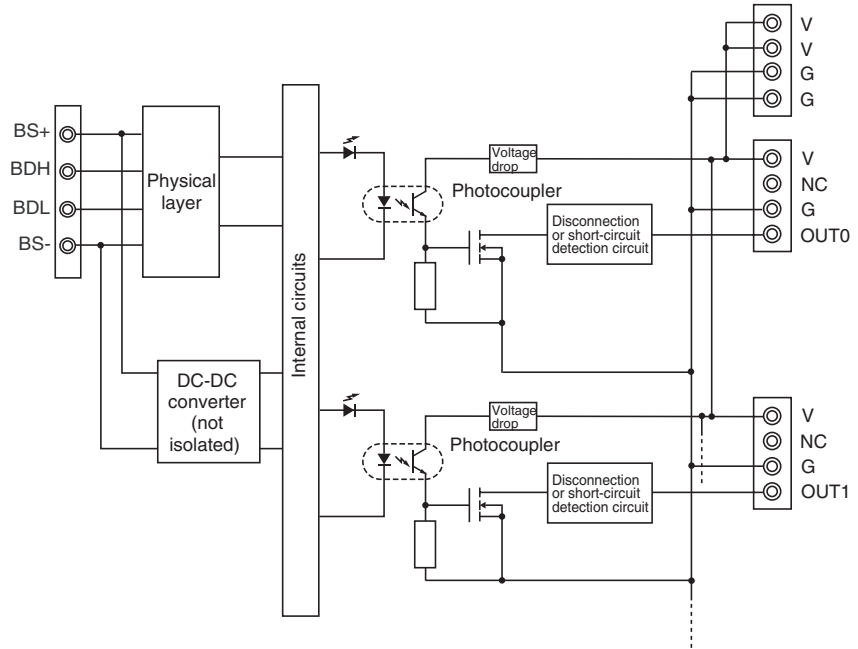 V
V
G
G
BS+
BDH
BDL
BS-
Physical
layer
Internal circuits
Voltage
drop
Photocoupler
Disconnection
or short-circuit
detection circuit
V
NC
G
OUT0
DC-DC
converter
(not
isolated)
Voltage
drop
Photocoupler
Disconnection
or short-circuit
detection circuit
V
NC
G
OUT1